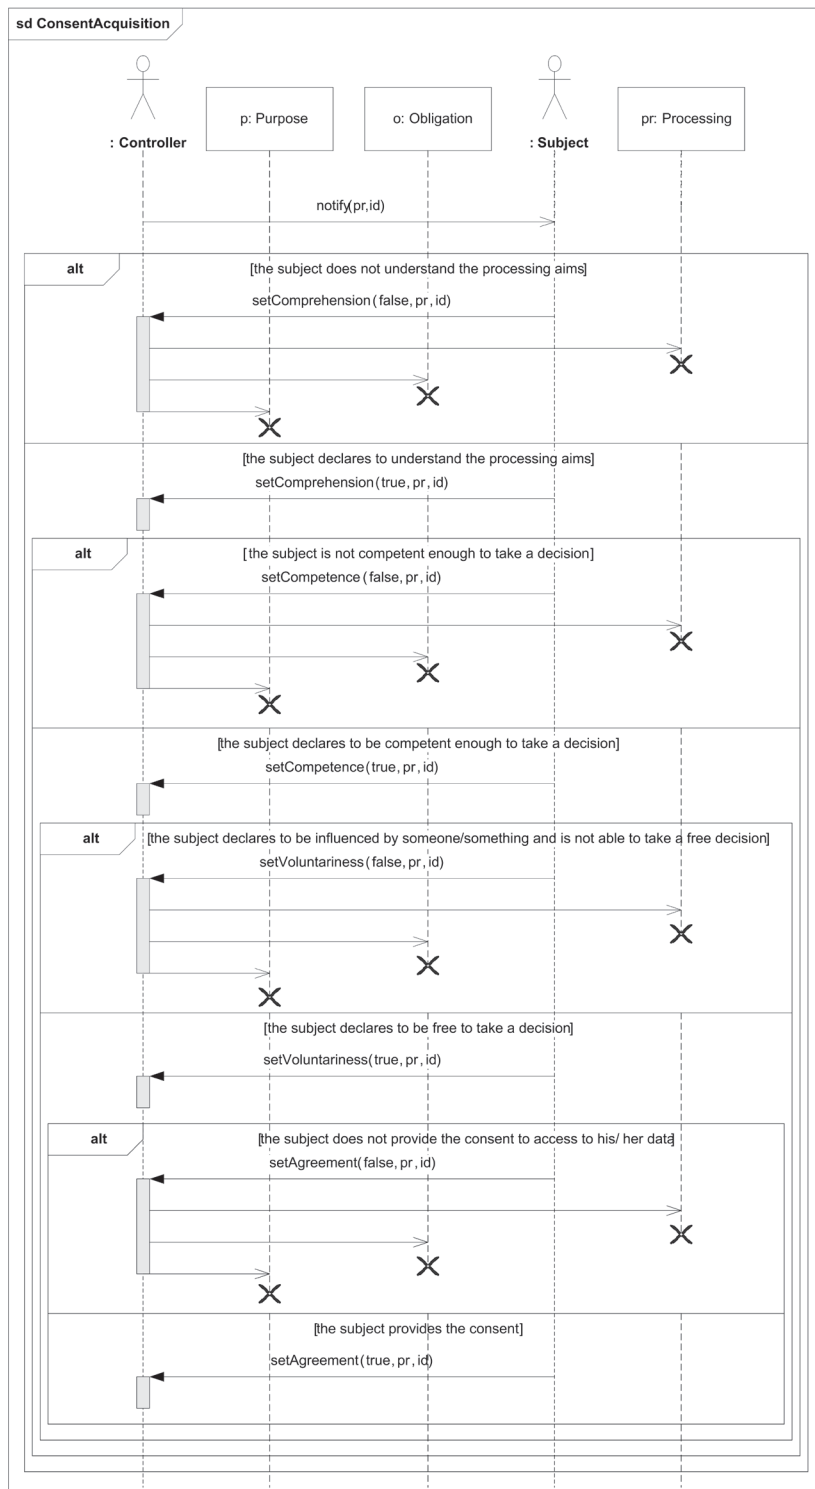 sd ConsentAcquisition
: Controller
p: Purpose
o: Obligation
: Subject
pr: Processing
notify(pr,id)
alt
[the subject does not understand the processing aims]
setComprehension(false, pr, id)
[the subject declares to understand the processing aims]
setComprehension(true, pr, id)
alt
[the subject is not competent enough to take a decision]
setCompetence(false, pr, id)
[the subject declares to be competent enough to take a decision]
setCompetence(true, pr, id)
alt
[the subject declares to be influenced by someone/something and is not able to take a free decision]
setVoluntariness(false, pr, id)
[the subject declares to be free to take a decision]
setVoluntariness(true, pr, id)
alt
[the subject does not provide the consent to access to his/ her data]
setAgreement(false, pr, id)
[the subject provides the consent]
setAgreement(true, pr, id)